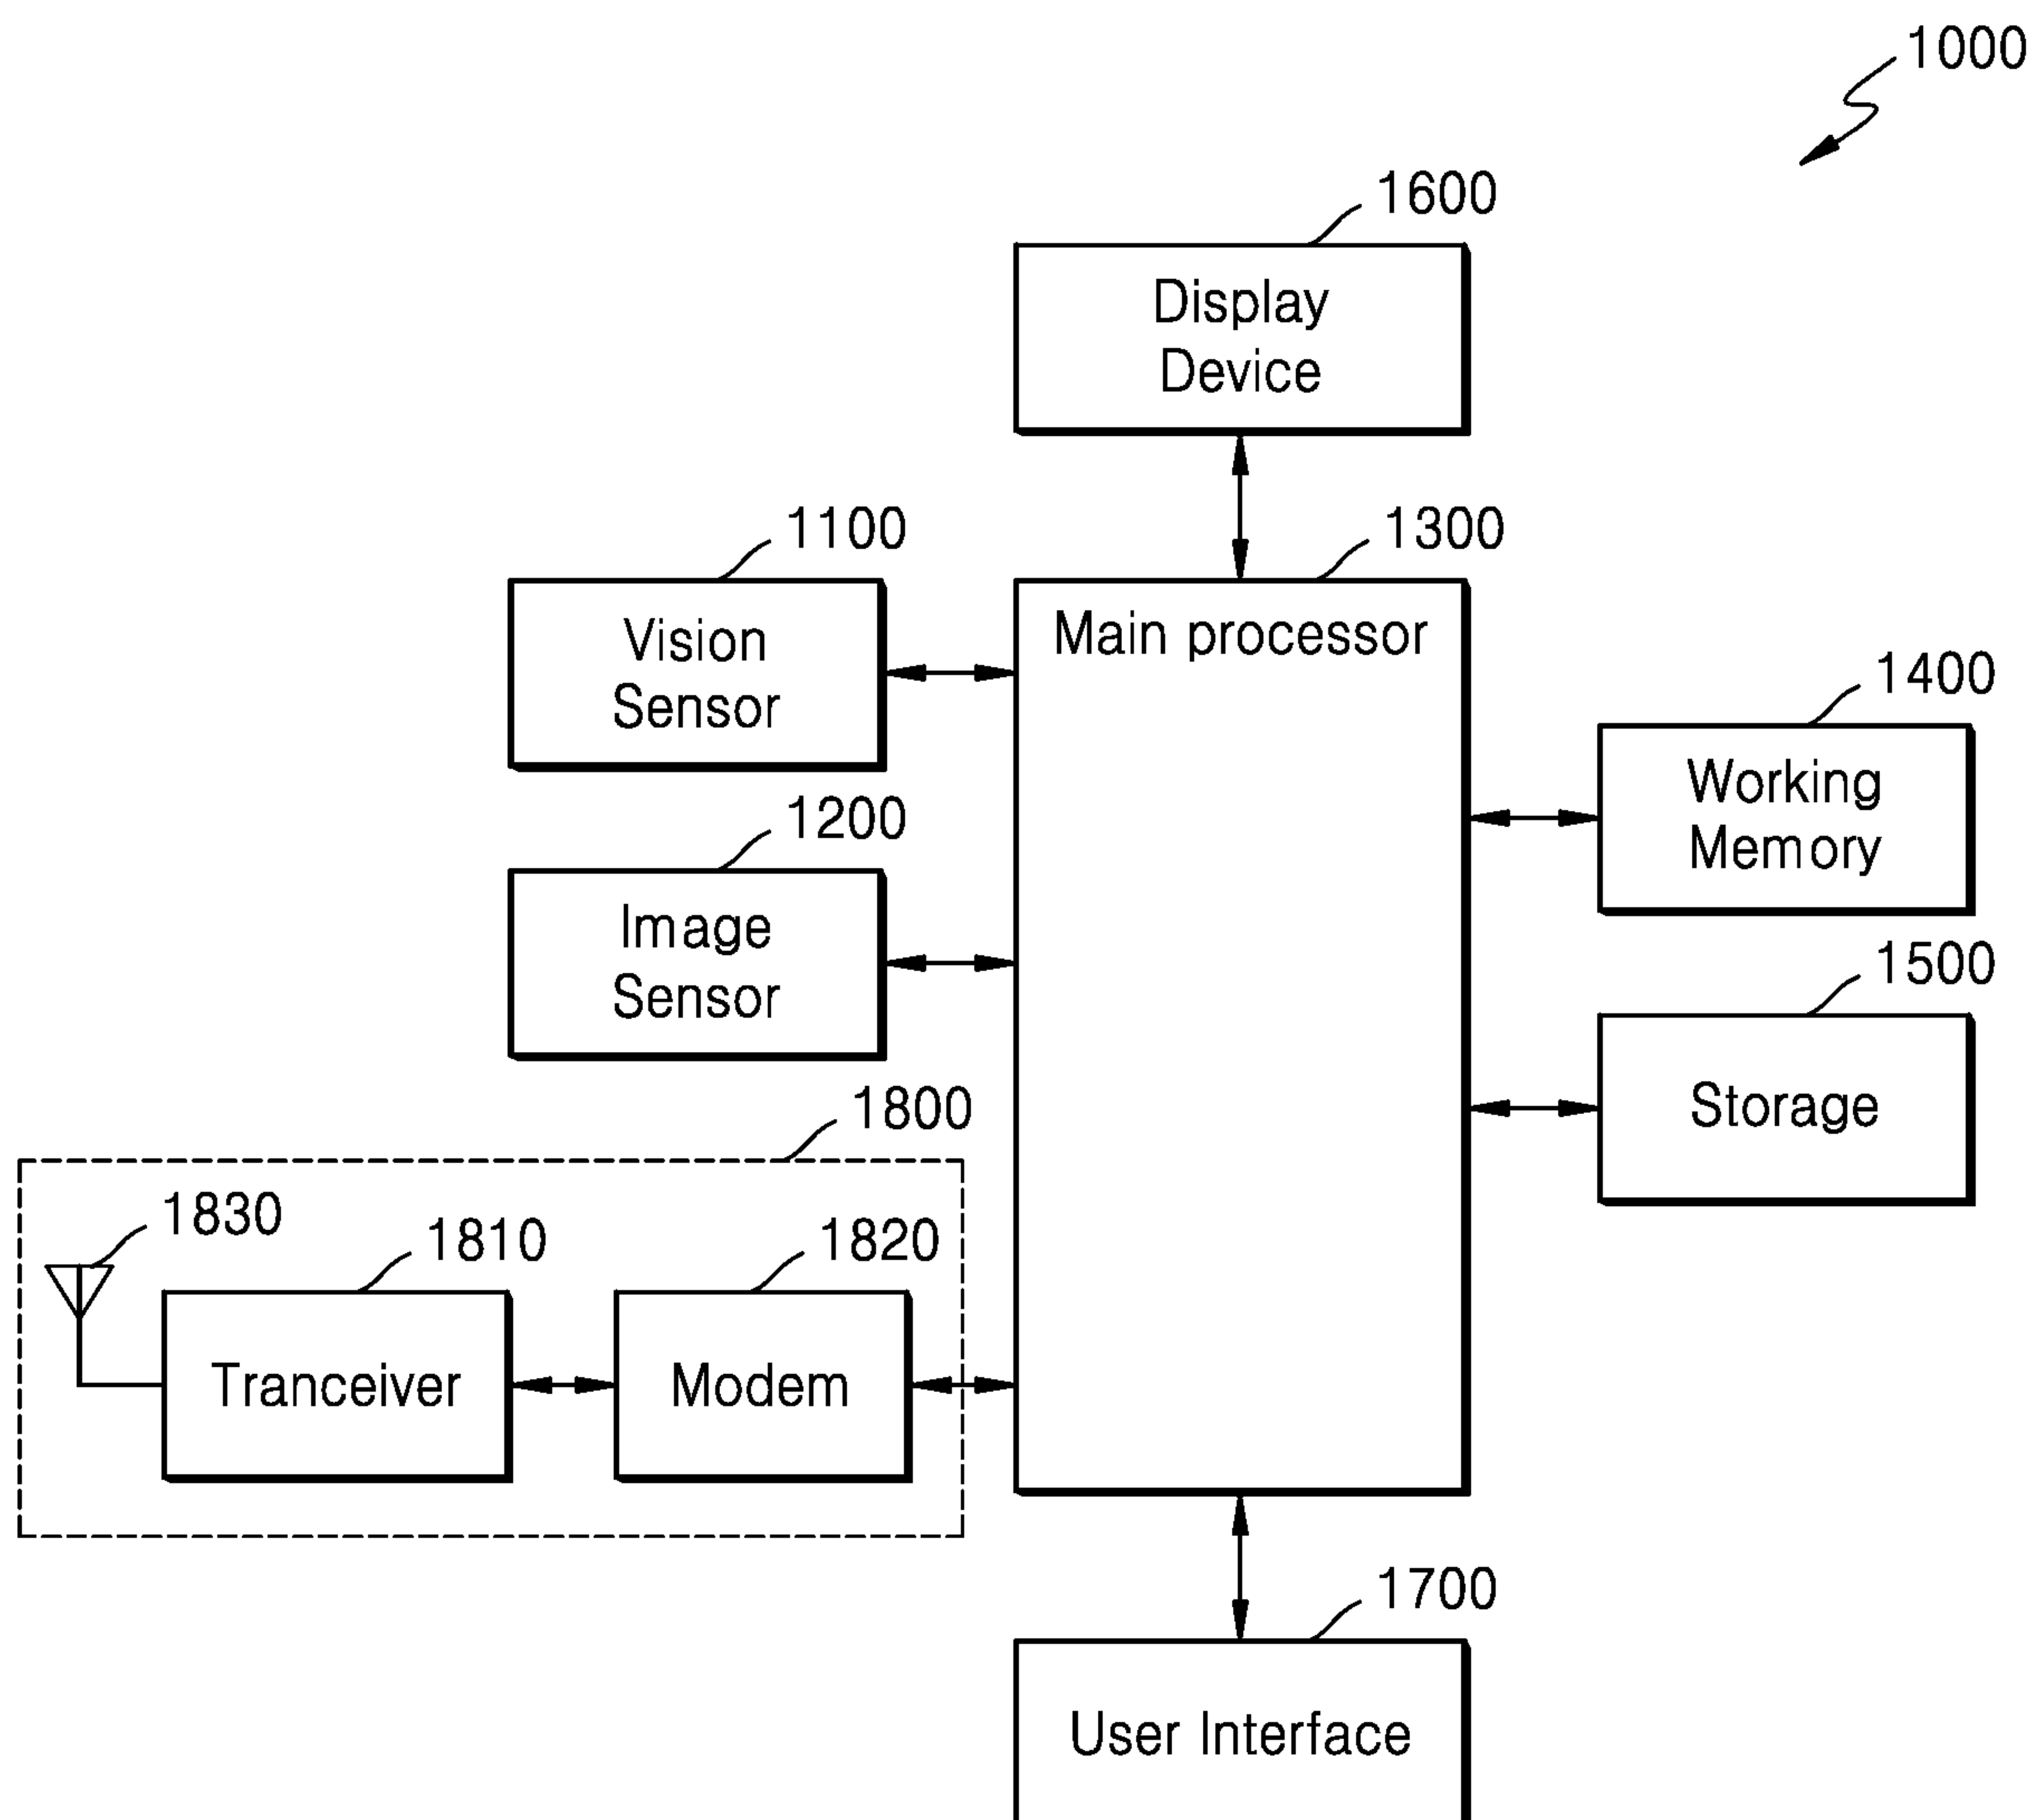 1000
1600
Display
Device
1100
1300
Vision
Sensor
Main processor
1400
Working
Memory
1200
Image
Sensor
1500
Storage
1800
1830
1810
1820
Tranceiver
Modem
1700
User Interface